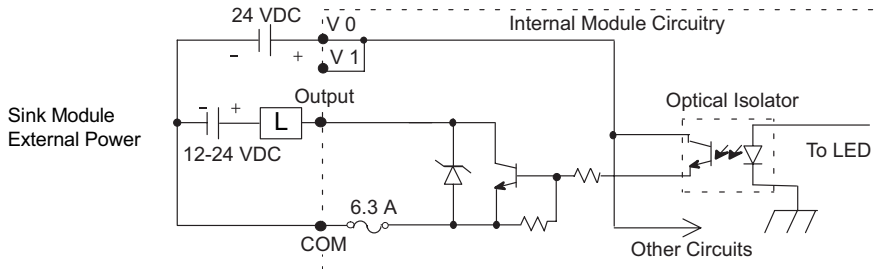 24 VDC
V 0
Internal Module Circuitry
- +
V 1
Sink Module
External Power
- +
L
Output
12-24 VDC
Optical Isolator
To LED
6.3 A
COM
Other Circuits